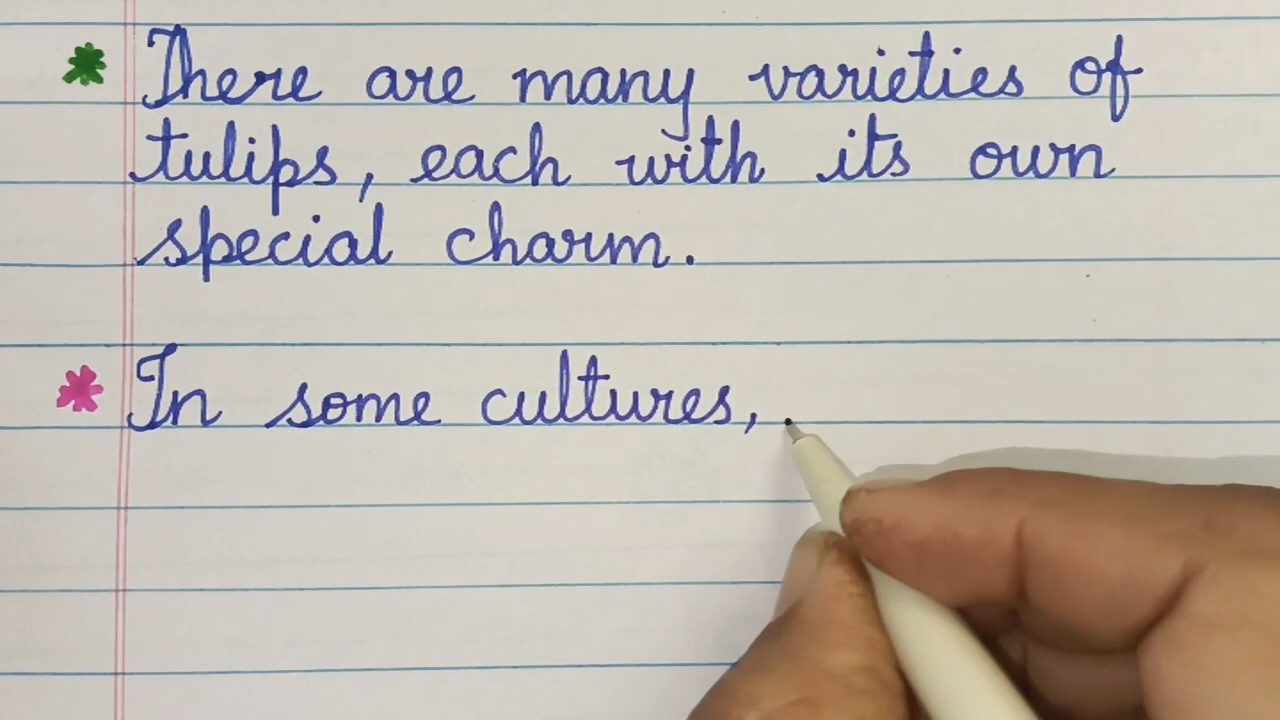 There are many varieties of
tulips, each with its own
special charm.
In some cultures,